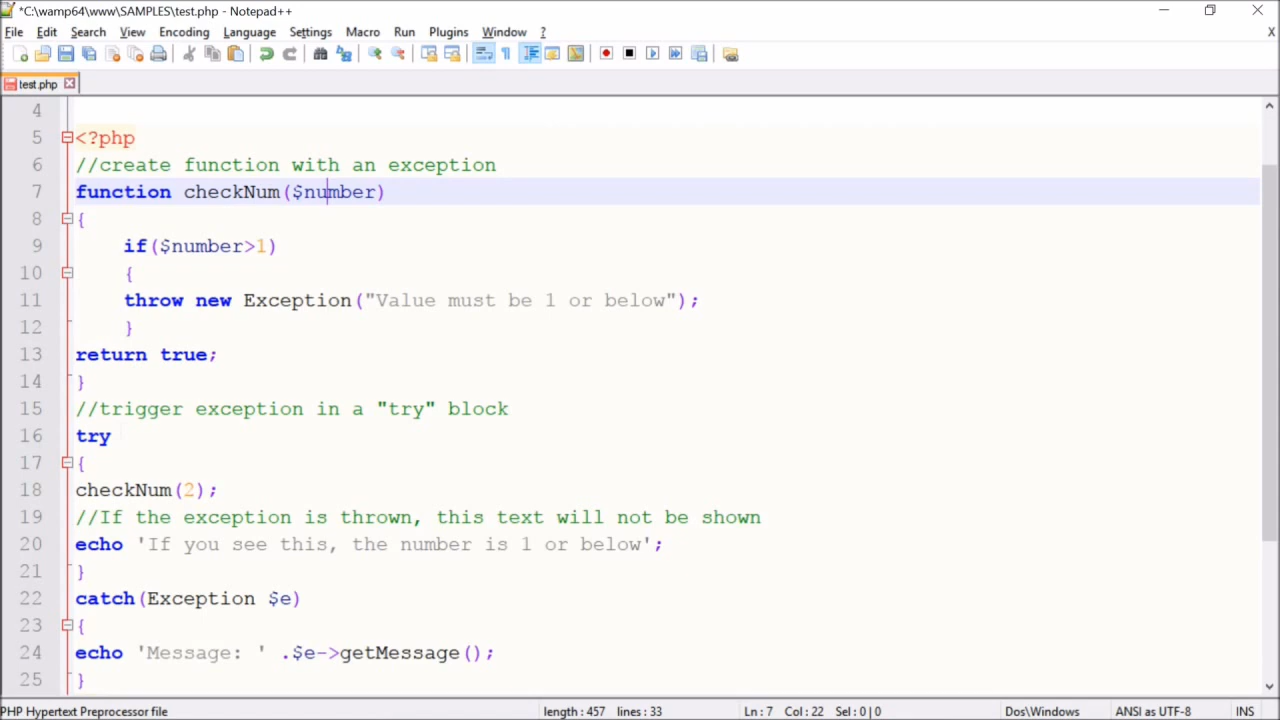 *C:\wamp64\www\SAMPLES\test.php - Notepad++
File Edit Search View Encoding Language Settings Macro Run Plugins Window ? X
test.php
4
5 <?php
6 //create function with an exception
7 function checkNum($number)
8 {
9 if($number>1)
10 {
11 throw new Exception("Value must be 1 or below");
12 }
13 return true;
14 }
15 //trigger exception in a "try" block
16 try
17 {
18 checkNum(2);
19 //If the exception is thrown, this text will not be shown
20 echo 'If you see this, the number is 1 or below';
21 }
22 catch(Exception $e)
23 {
24 echo 'Message: ' .$e->getMessage();
25 }
PHP Hypertext Preprocessor file length : 457 lines : 33 Ln : 7 Col : 22 Sel : 0 | 0 Dos\Windows ANSI as UTF-8 INS